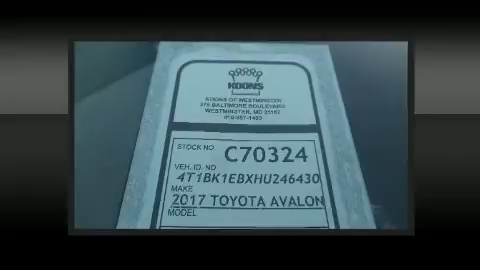 KOONS
KOONS OF WESTMINSTER
BALTIMORE BOULEVARD
WESTMINSTER, MD 21157
STOCK NO C70324
VEH. ID. NO
4T1BK1EBXHU246430
MAKE
2017 TOYOTA AVALON
MODEL